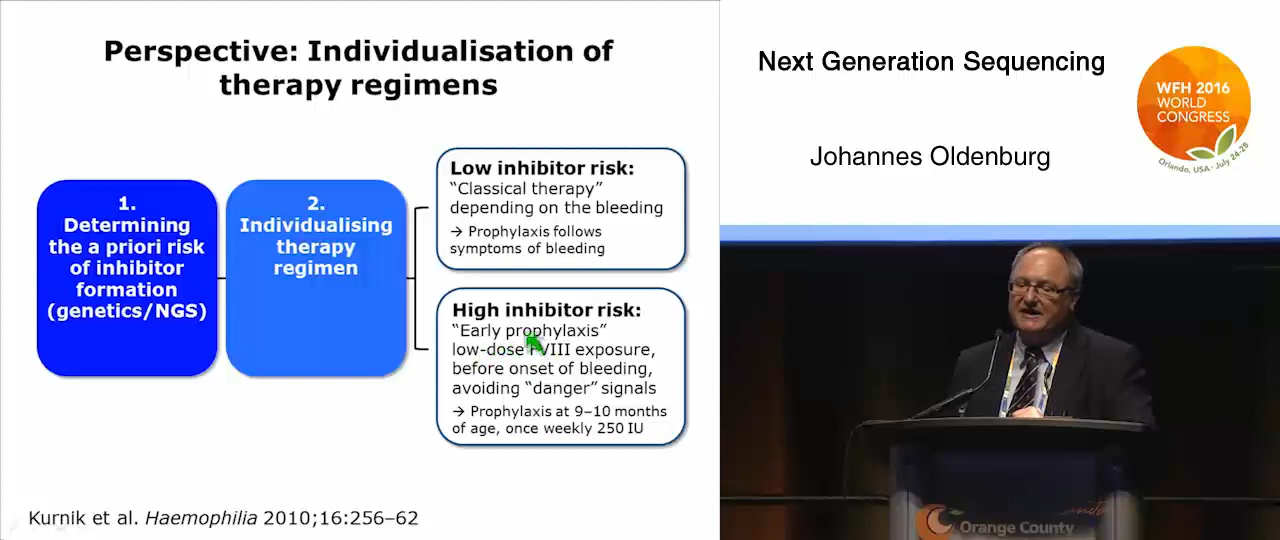 Perspective: Individualisation of
therapy regimens
1.
Determining
the a priori risk
of inhibitor
formation
(genetics/NGS)
2.
Individualising
therapy
regimen
Low inhibitor risk:
“Classical therapy”
depending on the bleeding
→ Prophylaxis follows
symptoms of bleeding
High inhibitor risk:
“Early prophylaxis”
low-dose FVIII exposure,
before onset of bleeding,
avoiding “danger” signals
→ Prophylaxis at 9–10 months
of age, once weekly 250 IU
Kurnik et al. Haemophilia 2010;16:256–62
Next Generation Sequencing
Johannes Oldenburg
WFH 2016
WORLD
CONGRESS
Orlando, USA · July 24-28
Orange County